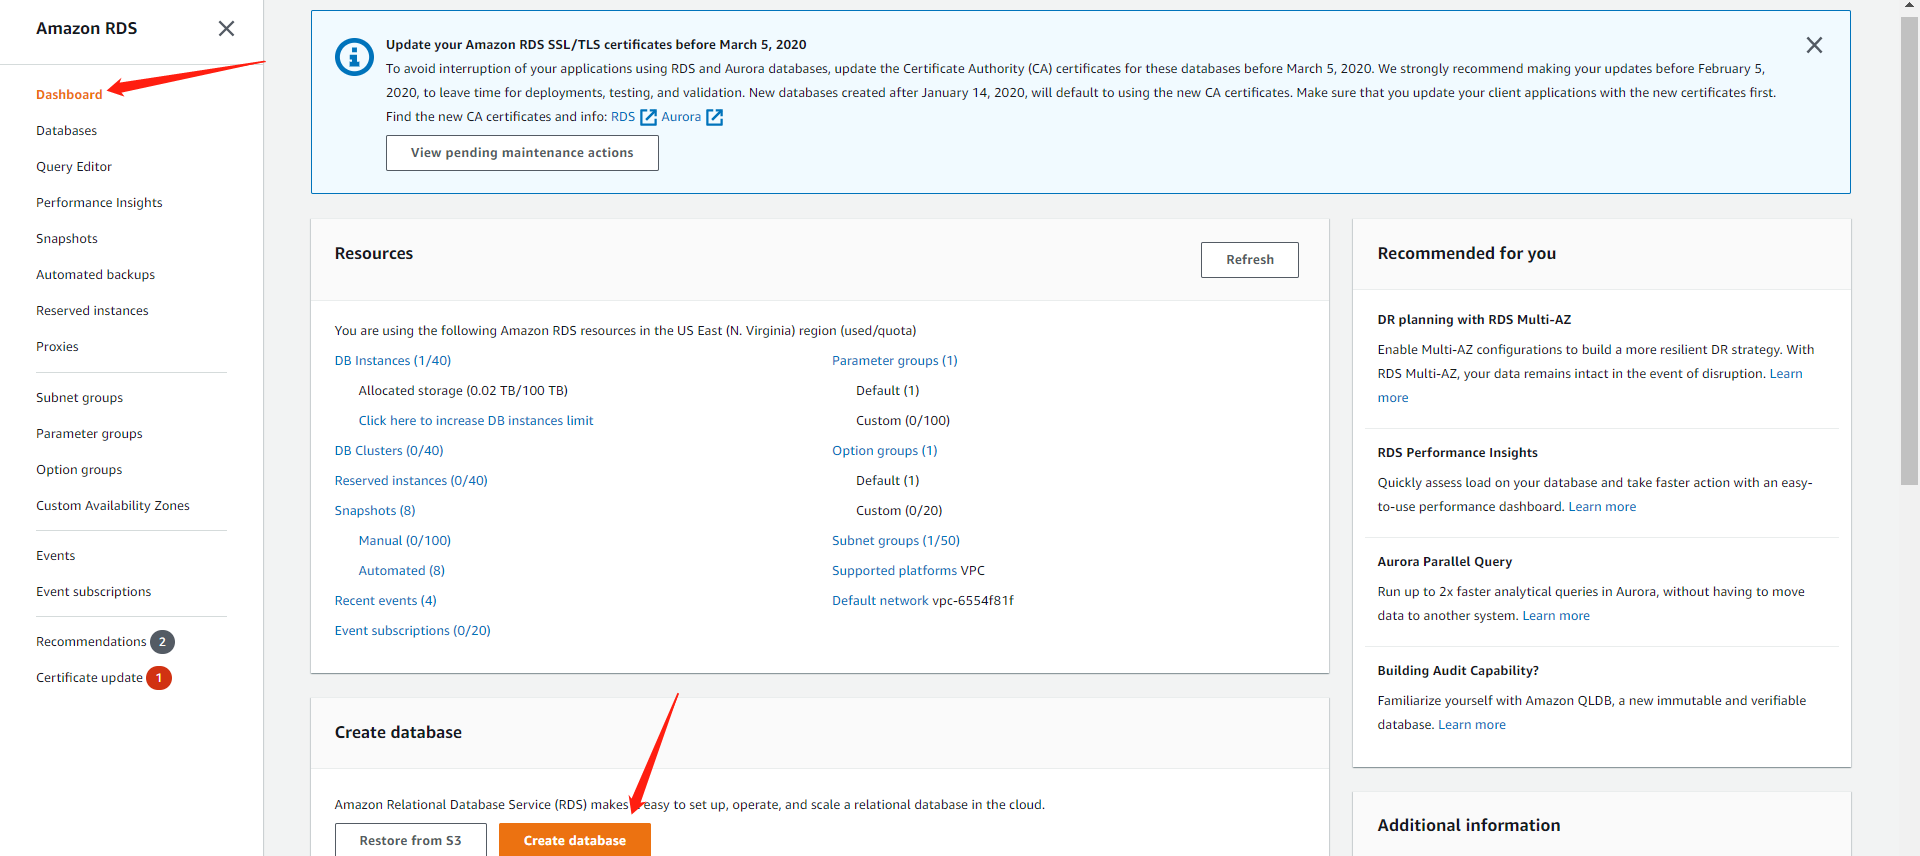 Amazon RDS
Dashboard
Databases
Query Editor
Performance Insights
Snapshots
Automated backups
Reserved instances
Proxies
Subnet groups
Parameter groups
Option groups
Custom Availability Zones
Events
Event subscriptions
Recommendations 2
Certificate update 1
Update your Amazon RDS SSL/TLS certificates before March 5, 2020
To avoid interruption of your applications using RDS and Aurora databases, update the Certificate Authority (CA) certificates for these databases before March 5, 2020. We strongly recommend making your updates before February 5,
2020, to leave time for deployments, testing, and validation. New databases created after January 14, 2020, will default to using the new CA certificates. Make sure that you update your client applications with the new certificates first.
Find the new CA certificates and info: RDS Aurora
View pending maintenance actions
Resources
Refresh
You are using the following Amazon RDS resources in the US East (N. Virginia) region (used/quota)
DB Instances (1/40)
Allocated storage (0.02 TB/100 TB)
Click here to increase DB instances limit
DB Clusters (0/40)
Reserved instances (0/40)
Snapshots (8)
Manual (0/100)
Automated (8)
Recent events (4)
Event subscriptions (0/20)
Parameter groups (1)
Default (1)
Custom (0/100)
Option groups (1)
Default (1)
Custom (0/20)
Subnet groups (1/50)
Supported platforms VPC
Default network vpc-6554f81f
Create database
Amazon Relational Database Service (RDS) makes easy to set up, operate, and scale a relational database in the cloud.
Restore from S3
Create database
Recommended for you
DR planning with RDS Multi-AZ
Enable Multi-AZ configurations to build a more resilient DR strategy. With
RDS Multi-AZ, your data remains intact in the event of disruption. Learn
more
RDS Performance Insights
Quickly assess load on your database and take faster action with an easy-
to-use performance dashboard. Learn more
Aurora Parallel Query
Run up to 2x faster analytical queries in Aurora, without having to move
data to another system. Learn more
Building Audit Capability?
Familiarize yourself with Amazon QLDB, a new immutable and verifiable
database. Learn more
Additional information